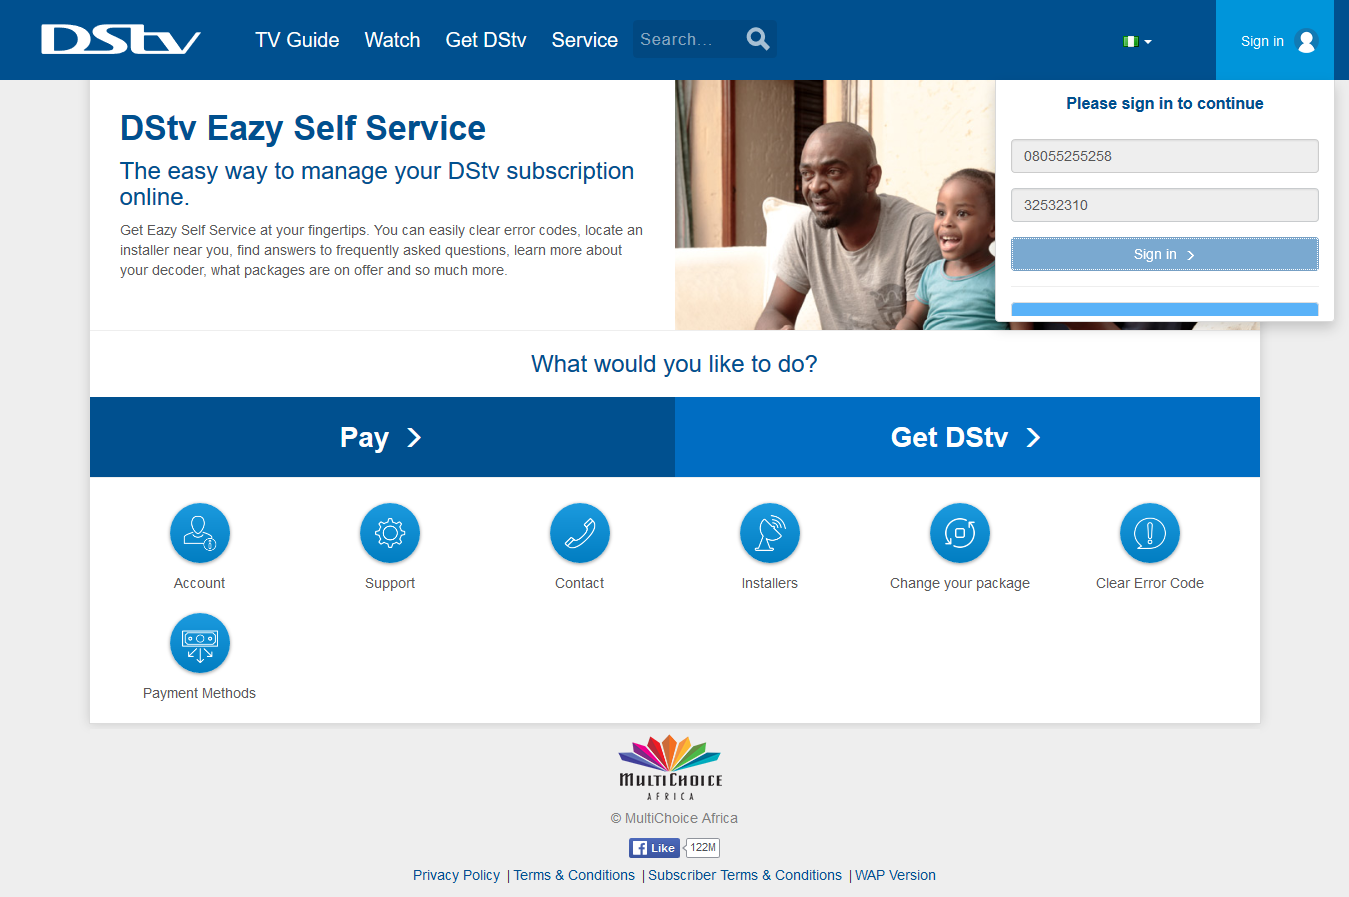 DStv
TV Guide
Watch
Get DStv
Service
Search...
Sign in
Please sign in to continue
08055255258
32532310
Sign in
DStv Eazy Self Service
The easy way to manage your DStv subscription
online.
Get Eazy Self Service at your fingertips. You can easily clear error codes, locate an
installer near you, find answers to frequently asked questions, learn more about
your decoder, what packages are on offer and so much more.
What would you like to do?
Pay
Get DStv
Account
Support
Contact
Installers
Change your package
Clear Error Code
Payment Methods
MULTICHOICE
AFRICA
© MultiChoice Africa
Like
122M
Privacy Policy | Terms & Conditions | Subscriber Terms & Conditions | WAP Version